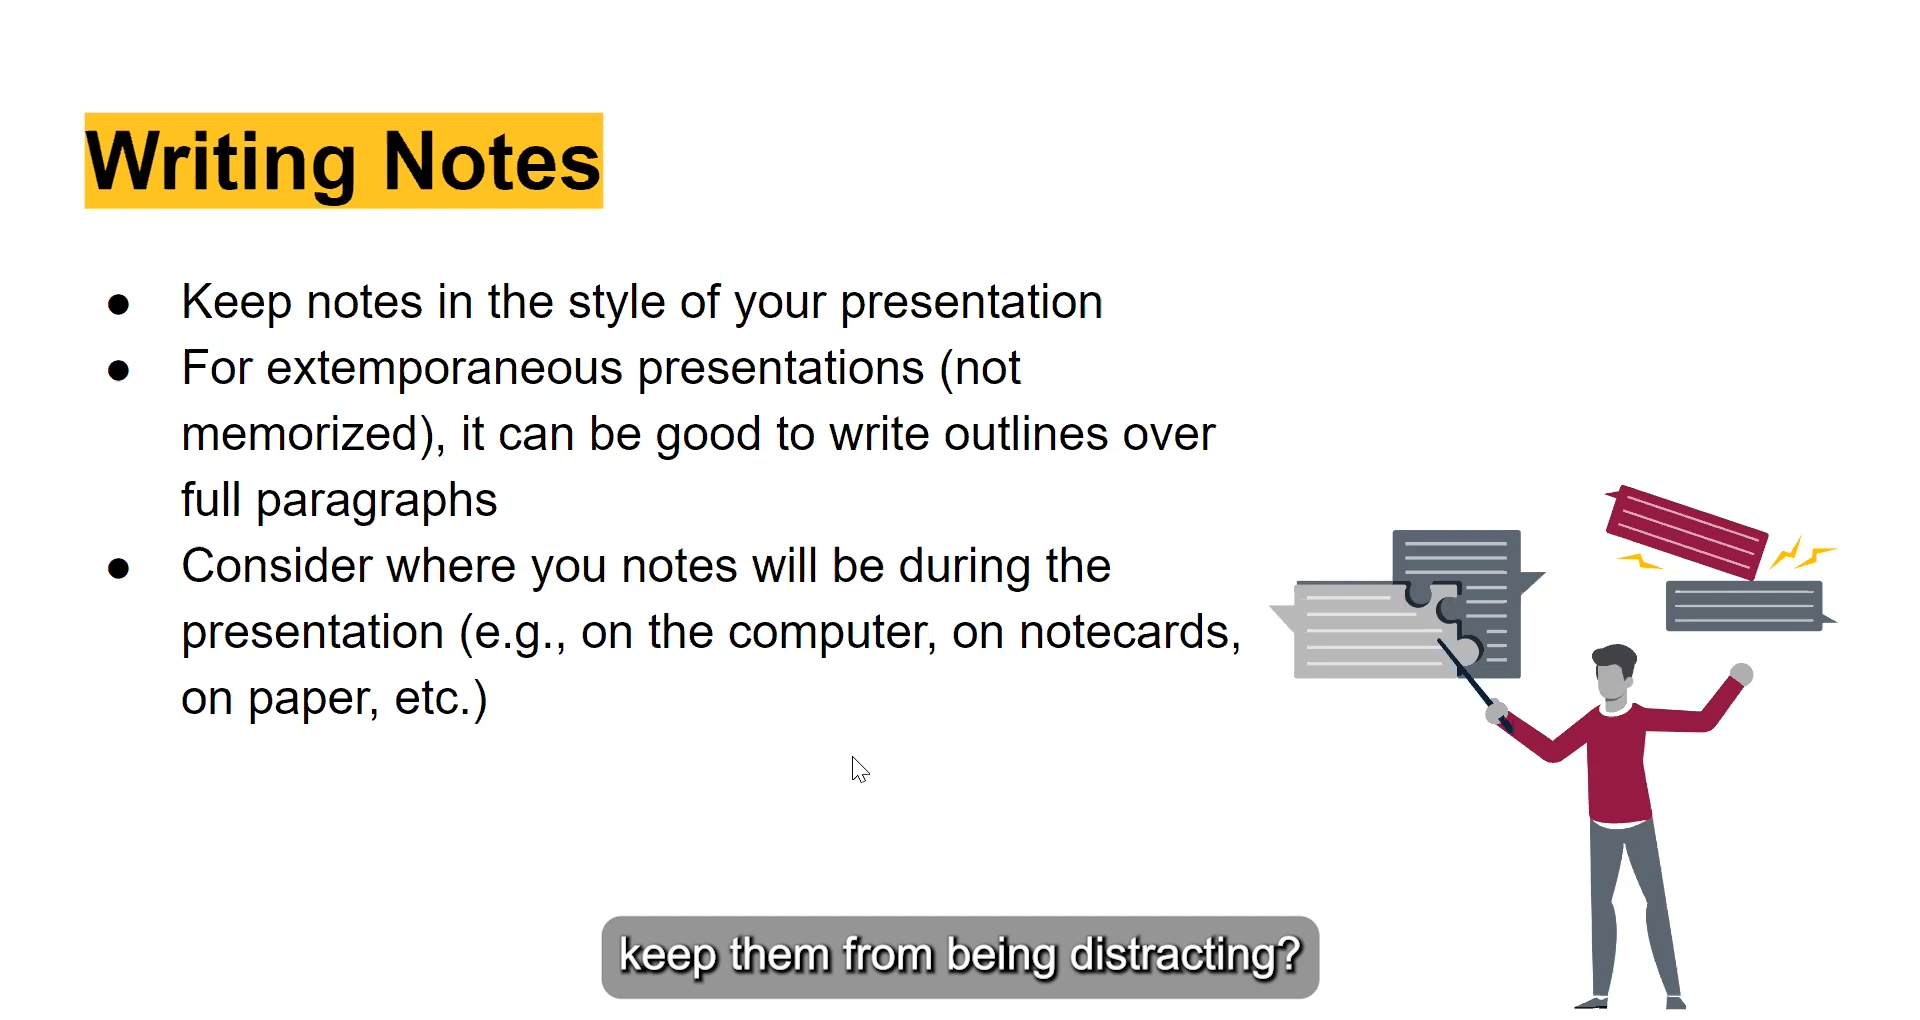 Writing Notes
● Keep notes in the style of your presentation
● For extemporaneous presentations (not
memorized), it can be good to write outlines over
full paragraphs
● Consider where you notes will be during the
presentation (e.g., on the computer, on notecards,
on paper, etc.)
keep them from being distracting?